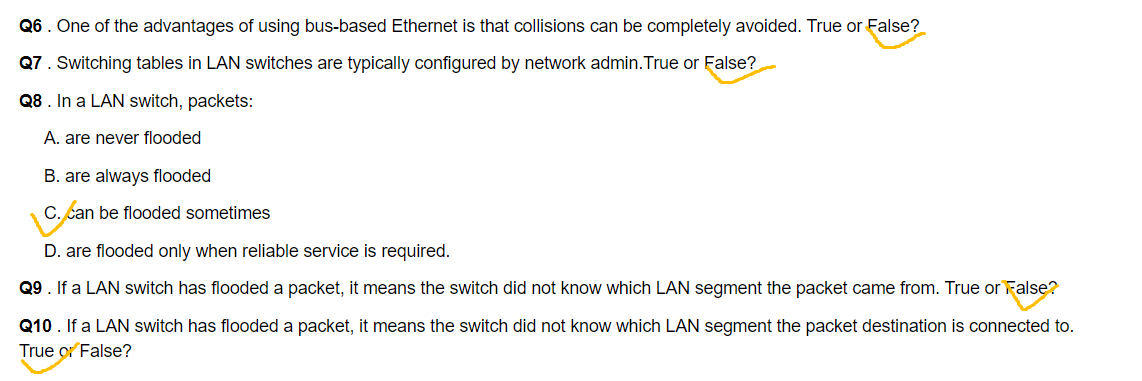 Q6 . One of the advantages of using bus-based Ethernet is that collisions can be completely avoided. True or False?
Q7 . Switching tables in LAN switches are typically configured by network admin.True or False?
Q8 . In a LAN switch, packets:
A. are never flooded
B. are always flooded
C. can be flooded sometimes
D. are flooded only when reliable service is required.
Q9 . If a LAN switch has flooded a packet, it means the switch did not know which LAN segment the packet came from. True or False?
Q10 . If a LAN switch has flooded a packet, it means the switch did not know which LAN segment the packet destination is connected to.
True or False?